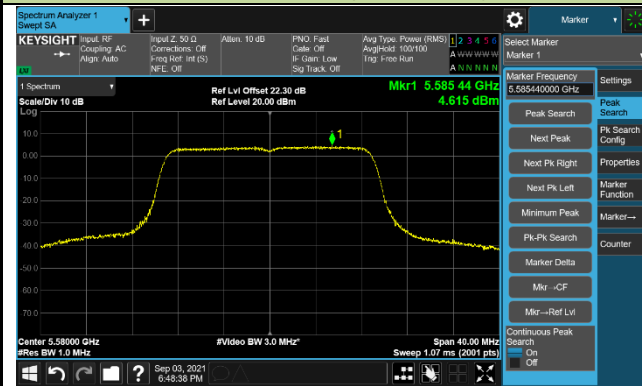 Spectrum Analyzer 1
Swept SA
+
Marker
KEYSIGHT
Input: RF
Coupling: AC
Align: Auto
Input Z: 50 Ω
Corrections: Off
Freq Ref: Int (S)
NFE: Off
Atten: 10 dB
PNO: Fast
Gate: Off
IF Gain: Low
Sig Track: Off
Avg Type: Power (RMS)
Avg|Hold: 100/100
Trig: Free Run
1 2 3 4 5 6
A W W W W W
A N N N N N
LXI
Select Marker
Marker 1
1 Spectrum
Scale/Div 10 dB
Log
Ref Lvl Offset 22.30 dB
Ref Level 20.00 dBm
Mkr1 5.585 44 GHz
4.615 dBm
1
10.0
0.00
-10.0
-20.0
-30.0
-40.0
-50.0
-60.0
-70.0
Center 5.58000 GHz
#Res BW 1.0 MHz
#Video BW 3.0 MHz*
Span 40.00 MHz
Sweep 1.07 ms (2001 pts)
Marker Frequency
5.585440000 GHz
Peak Search
Next Peak
Next Pk Right
Next Pk Left
Minimum Peak
Pk-Pk Search
Marker Delta
Mkr→CF
Mkr→Ref Lvl
Continuous Peak
Search
On
Off
Settings
Peak
Search
Pk Search
Config
Properties
Marker
Function
Marker→
Counter
?
Sep 03, 2021
6:48:38 PM